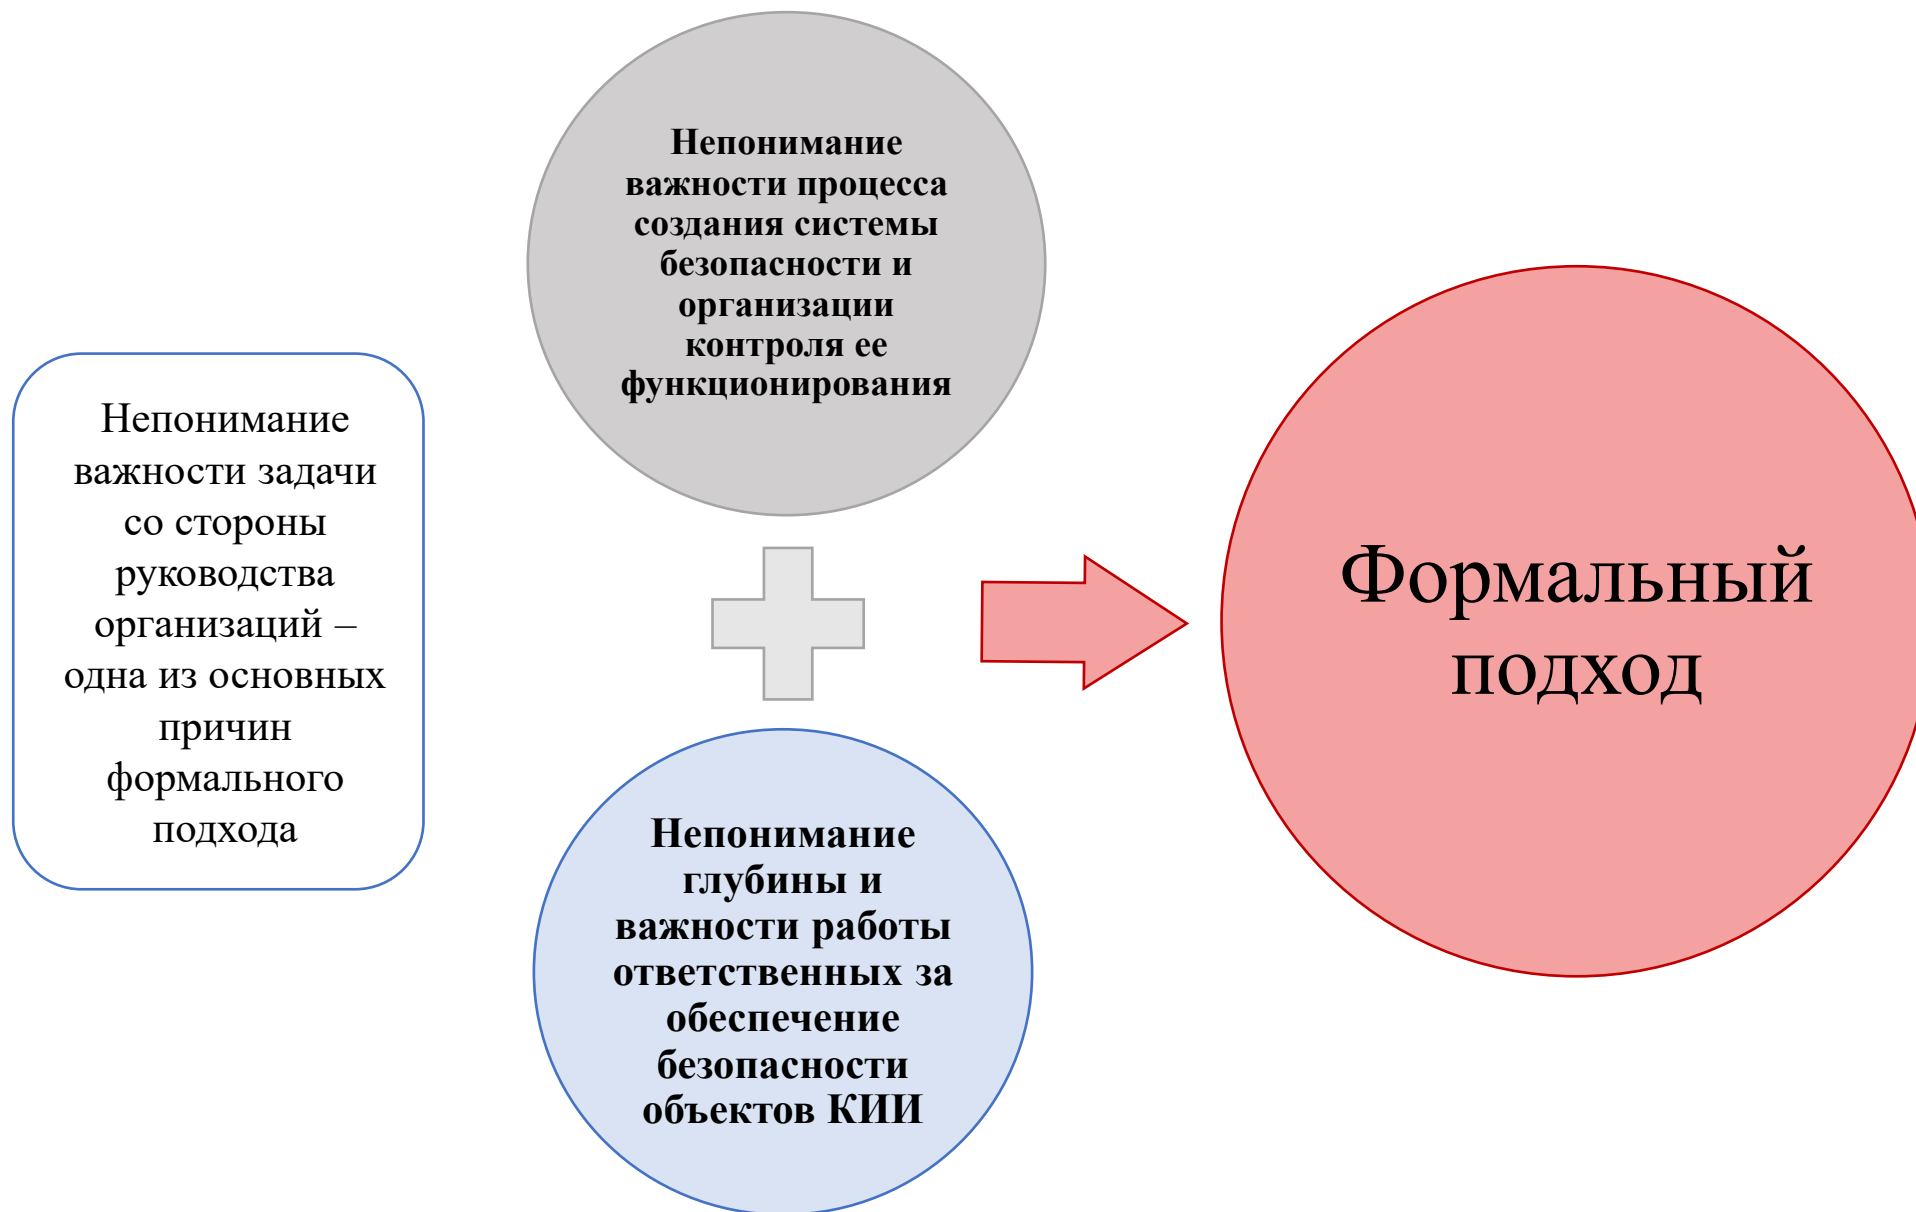 Непонимание
важности задачи
со стороны
руководства
организаций –
одна из основных
причин
формального
подхода
Непонимание
важности процесса
создания системы
безопасности и
организации
контроля ее
функционирования
Непонимание
глубины и
важности работы
ответственных за
обеспечение
безопасности
объектов КИИ
Формальный
подход